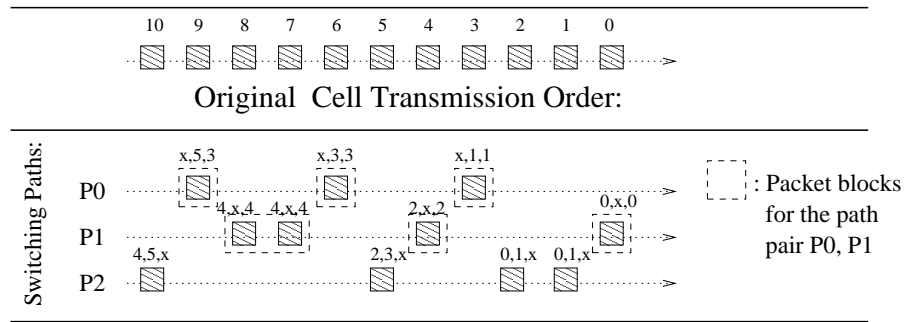 10 9 8 7 6 5 4 3 2 1 0
Original Cell Transmission Order:
Switching Paths:
x,5,3 x,3,3 x,1,1
P0
4,x,4 4,x,4 2,x,2 0,x,0
P1
4,5,x 2,3,x 0,1,x 0,1,x
P2
: Packet blocks
for the path
pair P0, P1